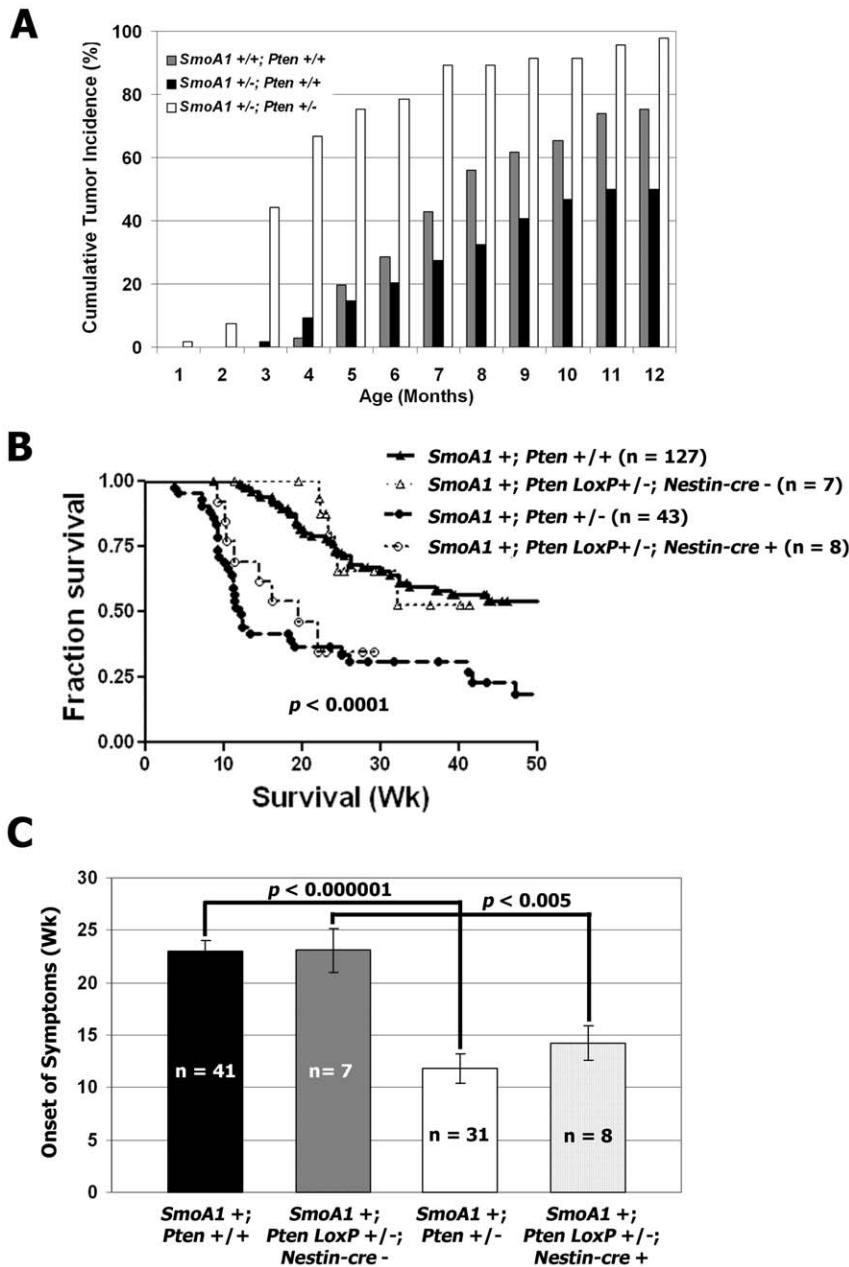 A
Cumulative Tumor Incidence (%)
100
80
60
40
20
0
SmoA1 +/+; Pten +/+
SmoA1 +/-; Pten +/+
SmoA1 +/-; Pten +/-
1 2 3 4 5 6 7 8 9 10 11 12
Age (Months)
B
Fraction survival
1.00
0.75
0.50
0.25
0.00
SmoA1 +; Pten +/+ (n = 127)
SmoA1 +; Pten LoxP+/-; Nestin-cre - (n = 7)
SmoA1 +; Pten +/- (n = 43)
SmoA1 +; Pten LoxP+/-; Nestin-cre + (n = 8)
p < 0.0001
0 10 20 30 40 50
Survival (Wk)
C
Onset of Symptoms (Wk)
30
25
20
15
10
5
0
p < 0.000001
p < 0.005
n = 41
n= 7
n = 31
n = 8
SmoA1 +;
Pten +/+
SmoA1 +;
Pten LoxP +/-;
Nestin-cre -
SmoA1 +;
Pten +/-
SmoA1 +;
Pten LoxP +/-;
Nestin-cre +